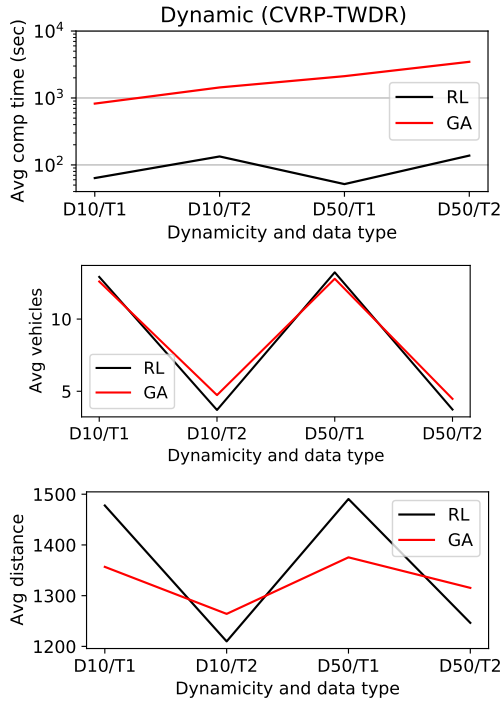 Dynamic (CVRP-TWDR)
Avg comp time (sec)
10^4
10^3
10^2
RL
GA
D10/T1 D10/T2 D50/T1 D50/T2
Dynamicity and data type
Avg vehicles
10
5
RL
GA
D10/T1 D10/T2 D50/T1 D50/T2
Dynamicity and data type
Avg distance
1500
1400
1300
1200
RL
GA
D10/T1 D10/T2 D50/T1 D50/T2
Dynamicity and data type